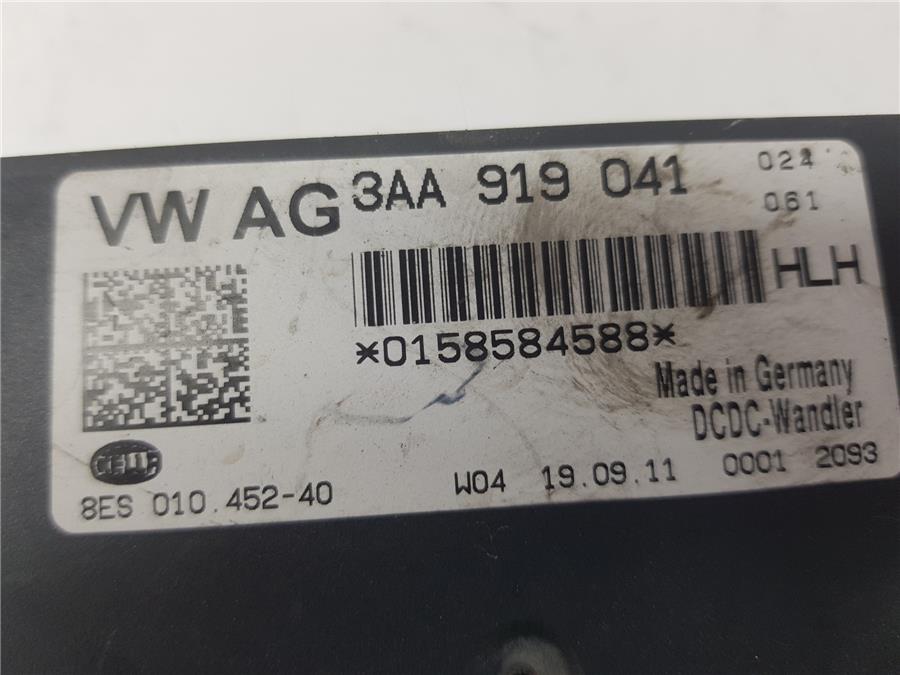 VW AG 3AA 919 041 024
061
HLH
*0158584588*
Made in Germany
DCDC-Wandler
HELLA
8ES 010.452-40 W04 19.09.11 0001 2093